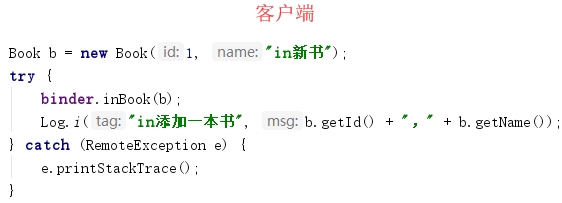 客户端
Book b = new Book( id: 1, name: "in新书");
try {
    binder.inBook(b);
    Log.i( tag: "in添加一本书", msg: b.getId() + "，" + b.getName());
} catch (RemoteException e) {
    e.printStackTrace();
}